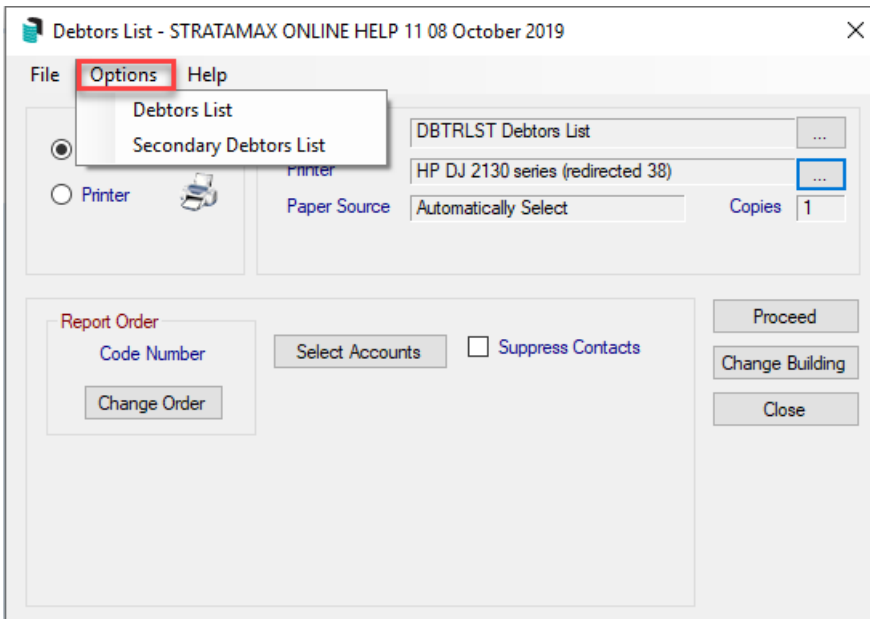 Debtors List - STRATAMAX ONLINE HELP 11 08 October 2019
File Options Help
Debtors List
Secondary Debtors List
DBTRLST Debtors List ...
Printer HP DJ 2130 series (redirected 38) ...
Printer
Paper Source Automatically Select Copies 1
Report Order
Code Number
Change Order
Select Accounts
Suppress Contacts
Proceed
Change Building
Close